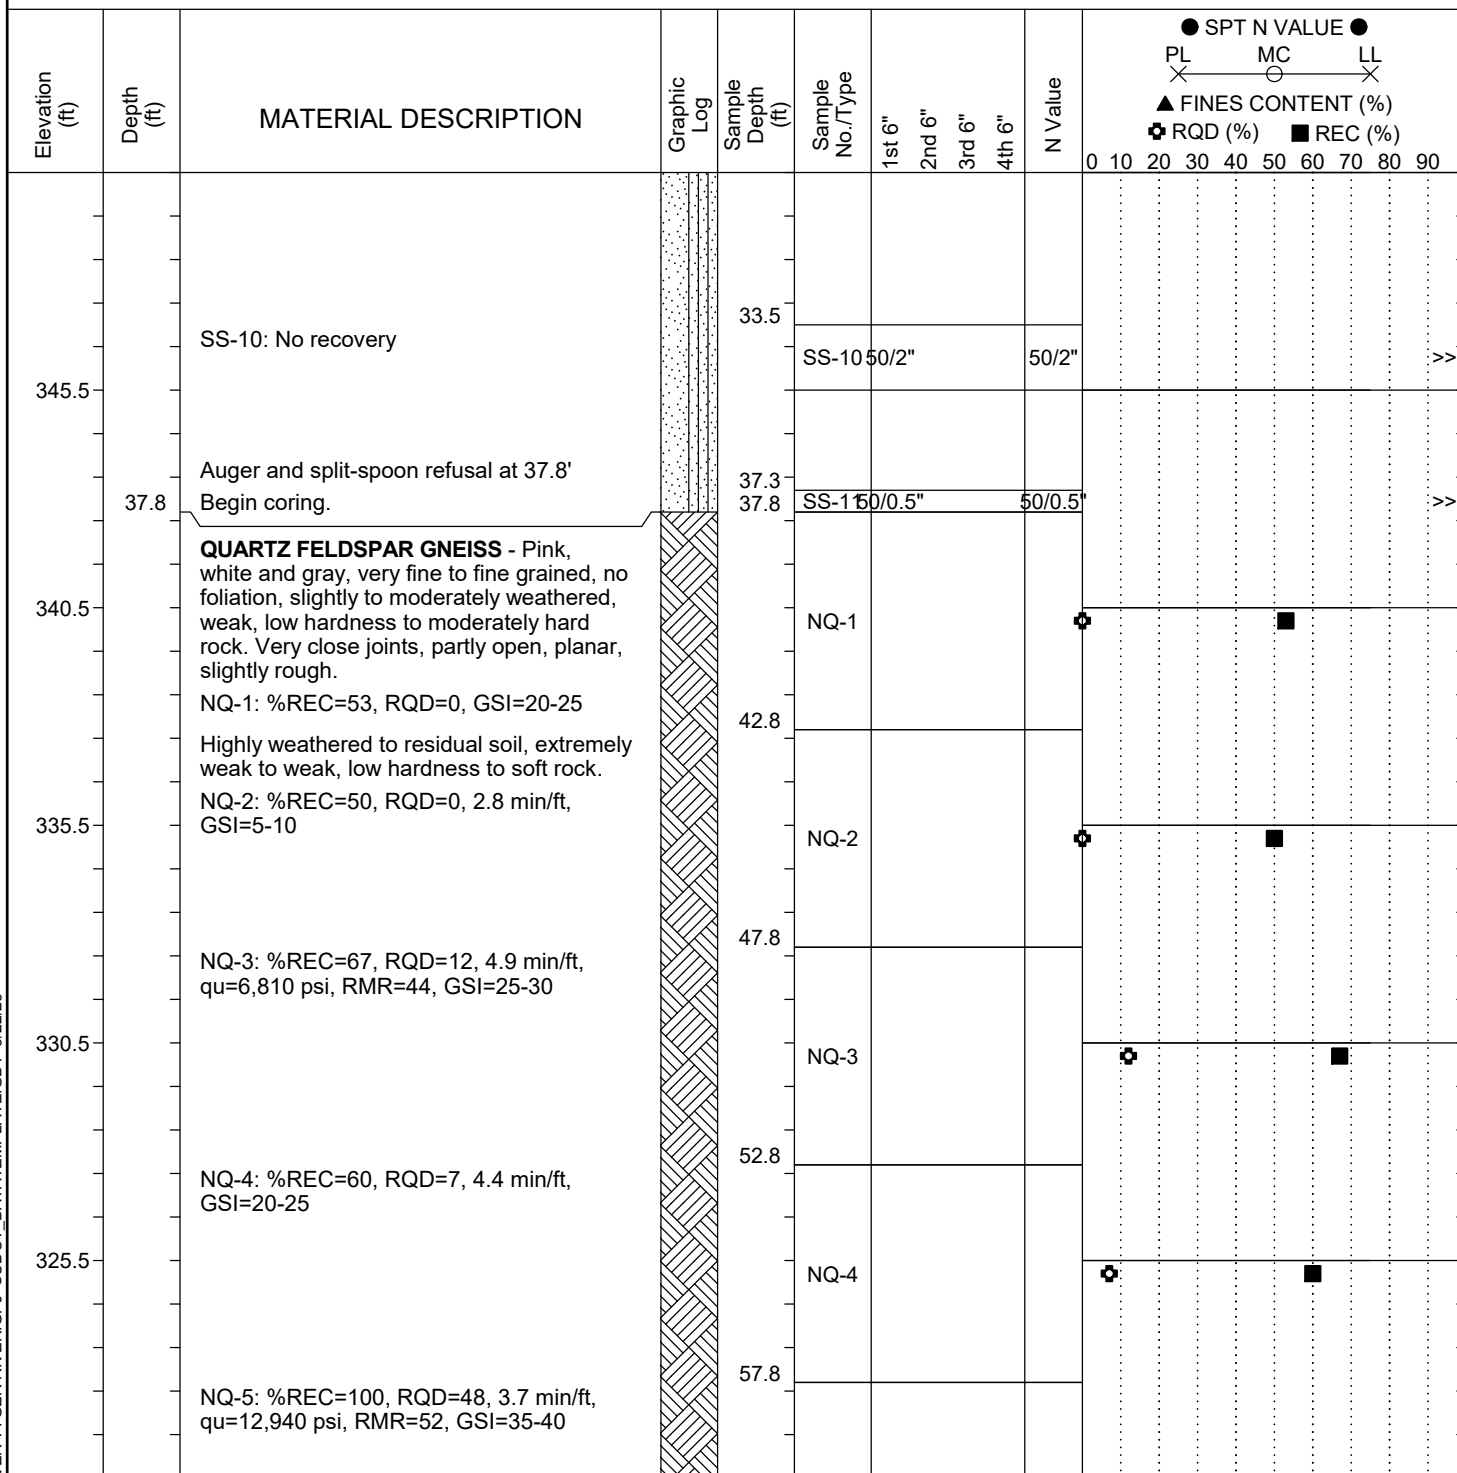 Elevation
(ft)
Depth
(ft)
MATERIAL DESCRIPTION
Graphic
Log
Sample
Depth
(ft)
Sample
No./Type
1st 6"
2nd 6"
3rd 6"
4th 6"
N Value
● SPT N VALUE ●
PL MC LL
▲ FINES CONTENT (%)
RQD (%) ■ REC (%)
0 10 20 30 40 50 60 70 80 90
33.5
SS-10: No recovery
SS-10 50/2" 50/2" >>
345.5
Auger and split-spoon refusal at 37.8'
37.3
37.8 Begin coring. 37.8 SS-11 50/0.5" 50/0.5" >>
QUARTZ FELDSPAR GNEISS - Pink,
white and gray, very fine to fine grained, no
foliation, slightly to moderately weathered,
340.5 weak, low hardness to moderately hard NQ-1
rock. Very close joints, partly open, planar,
slightly rough.
NQ-1: %REC=53, RQD=0, GSI=20-25
42.8
Highly weathered to residual soil, extremely
weak to weak, low hardness to soft rock.
NQ-2: %REC=50, RQD=0, 2.8 min/ft,
335.5 GSI=5-10 NQ-2
47.8
NQ-3: %REC=67, RQD=12, 4.9 min/ft,
qu=6,810 psi, RMR=44, GSI=25-30
330.5 NQ-3
52.8
NQ-4: %REC=60, RQD=7, 4.4 min/ft,
GSI=20-25
325.5 NQ-4
57.8
NQ-5: %REC=100, RQD=48, 3.7 min/ft,
qu=12,940 psi, RMR=52, GSI=35-40